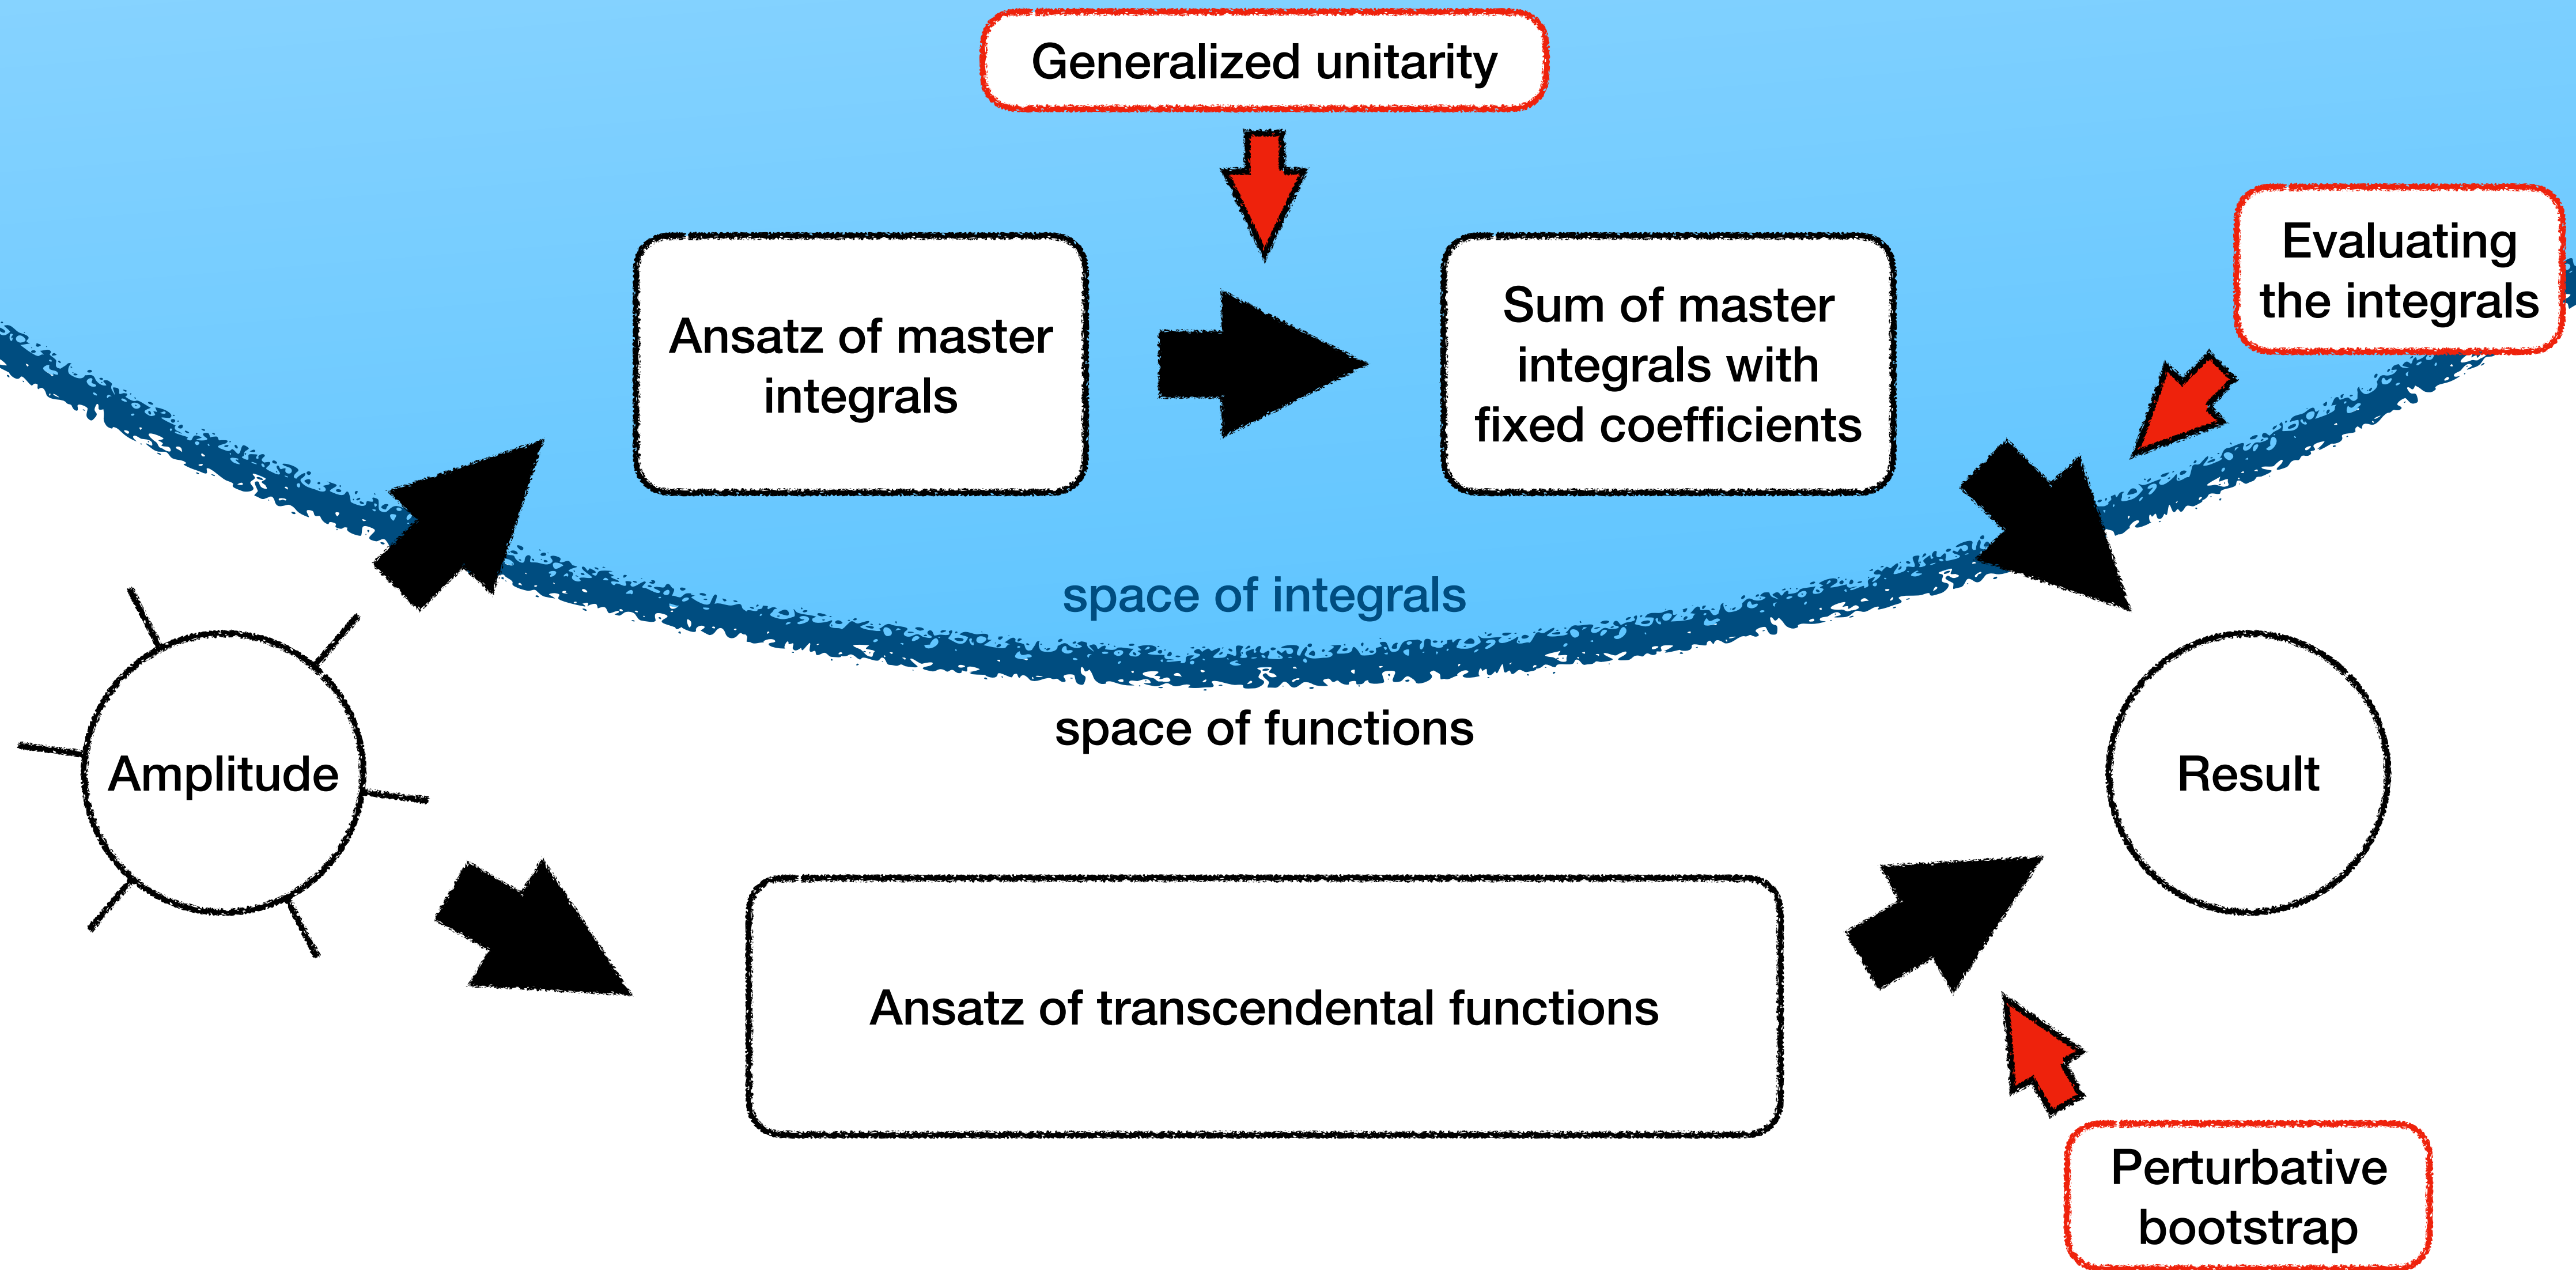 Generalized unitarity
Evaluating
the integrals
Ansatz of master
integrals
Sum of master
integrals with
fixed coefficients
space of integrals
space of functions
Amplitude
Result
Ansatz of transcendental functions
Perturbative
bootstrap